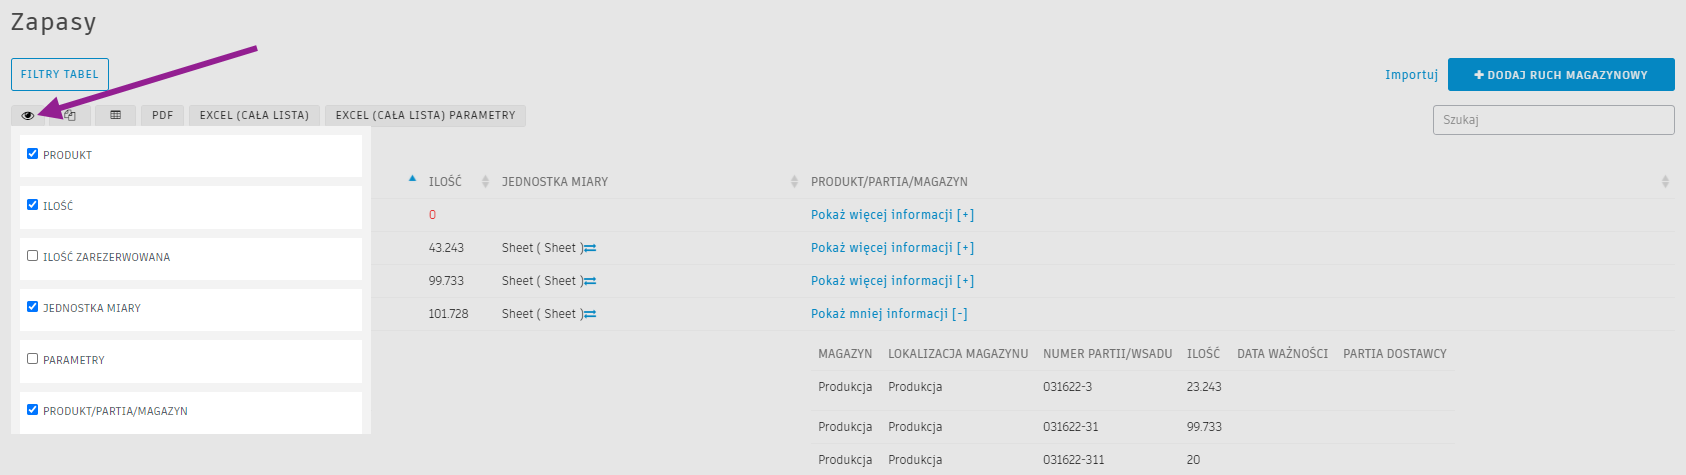 Zapasy
FILTRY TABEL
Importuj
DODAJ RUCH MAGAZYNOWY
PDF EXCEL (CAŁA LISTA) EXCEL (CAŁA LISTA) PARAMETRY
Szukaj
PRODUKT
ILOŚĆ
ILOŚĆ ZAREZERWOWANA
JEDNOSTKA MIARY
PARAMETRY
PRODUKT/PARTIA/MAGAZYN
ILOŚĆ JEDNOSTKA MIARY PRODUKT/PARTIA/MAGAZYN
0 Pokaż więcej informacji [+]
43.243 Sheet ( Sheet ) Pokaż więcej informacji [+]
99.733 Sheet ( Sheet ) Pokaż więcej informacji [+]
101.728 Sheet ( Sheet ) Pokaż mniej informacji [-]
MAGAZYN LOKALIZACJA MAGAZYNU NUMER PARTII/WSADU ILOŚĆ DATA WAŻNOŚCI PARTIA DOSTAWCY
Produkcja Produkcja 031622-3 23.243
Produkcja Produkcja 031622-31 99.733
Produkcja Produkcja 031622-311 20